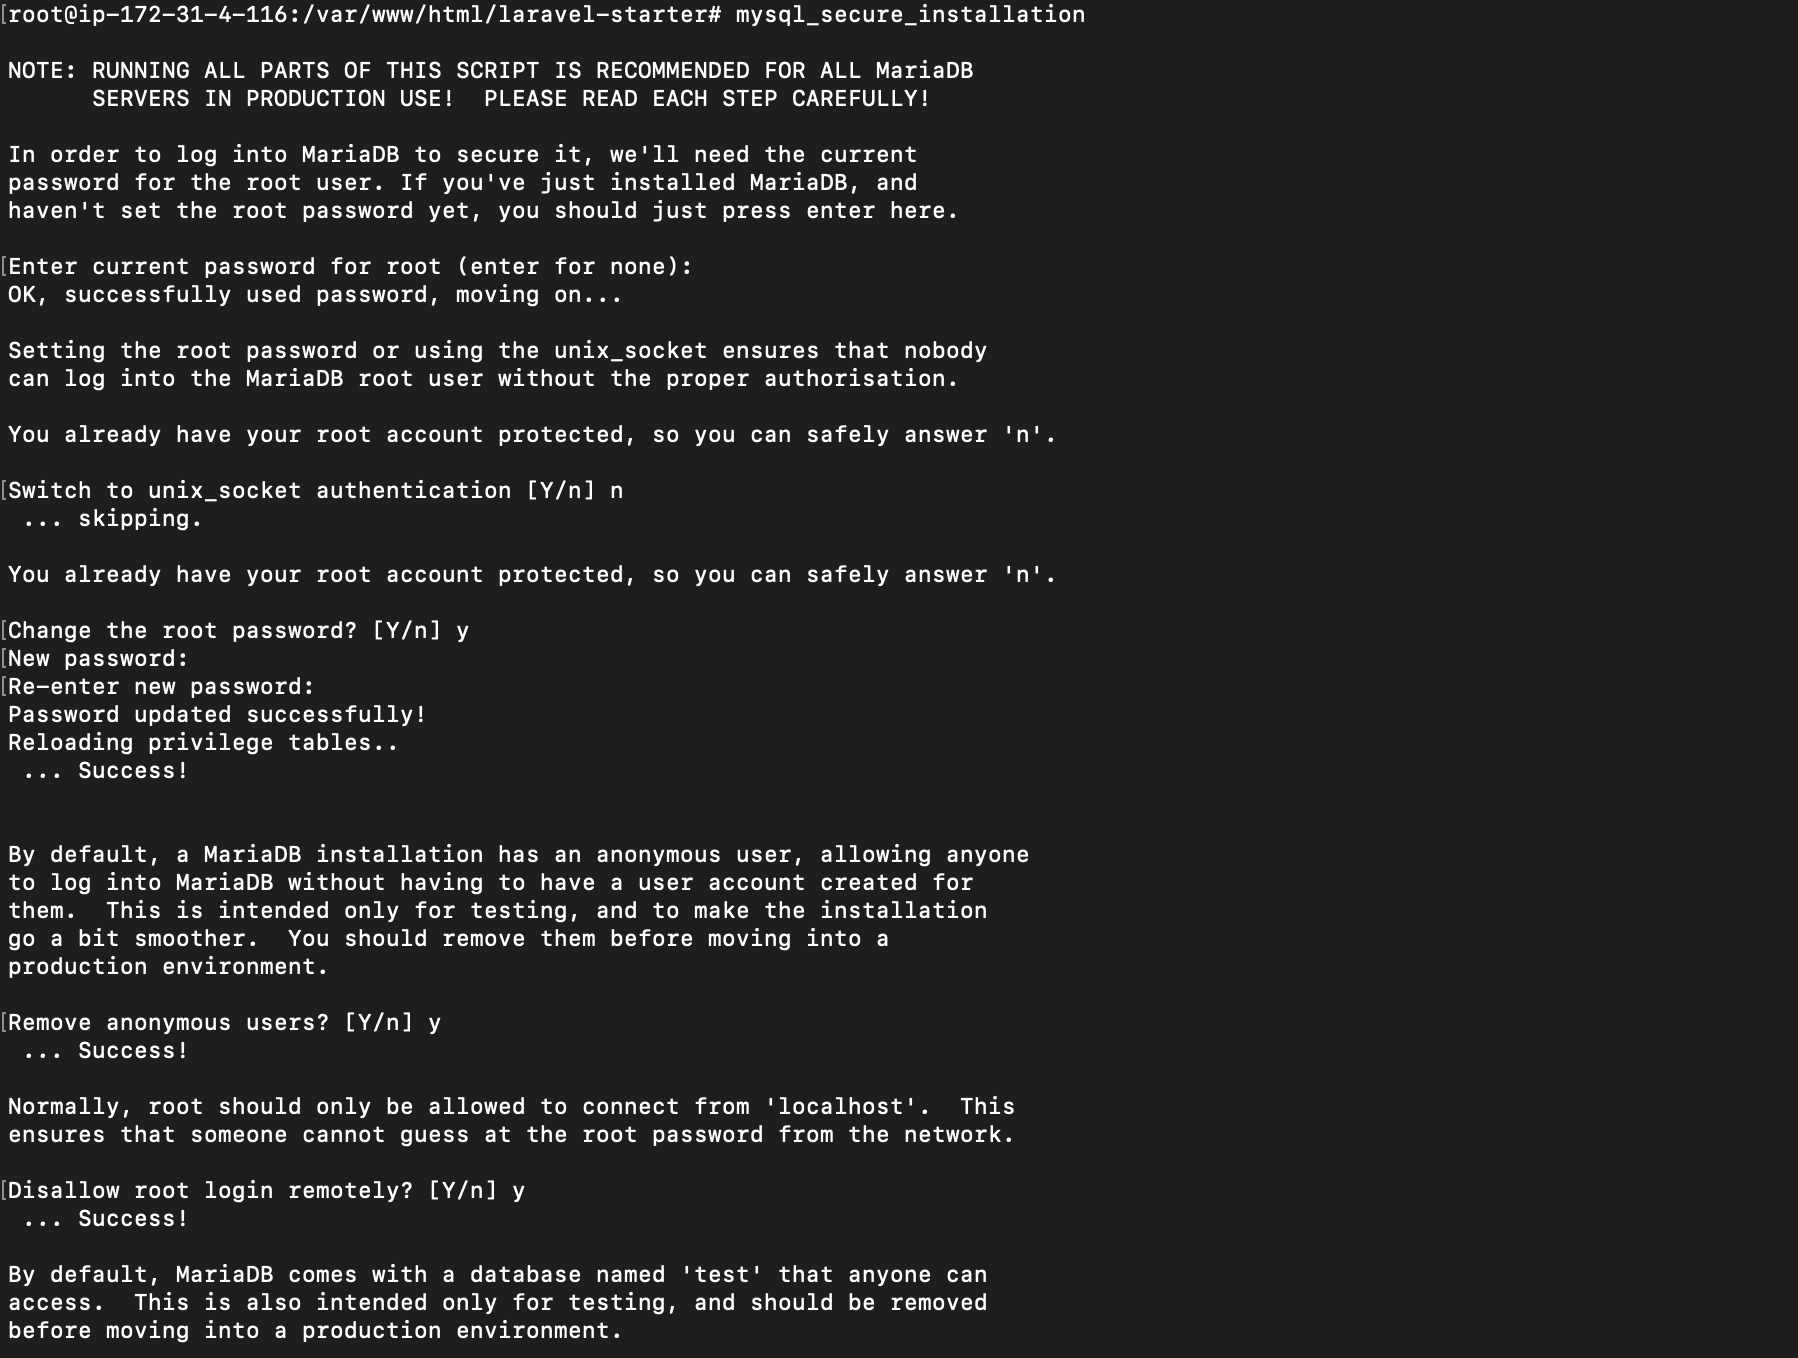 [root@ip-172-31-4-116:/var/www/html/laravel-starter# mysql_secure_installation
NOTE: RUNNING ALL PARTS OF THIS SCRIPT IS RECOMMENDED FOR ALL MariaDB
SERVERS IN PRODUCTION USE!  PLEASE READ EACH STEP CAREFULLY!
In order to log into MariaDB to secure it, we'll need the current
password for the root user. If you've just installed MariaDB, and
haven't set the root password yet, you should just press enter here.
[Enter current password for root (enter for none):
OK, successfully used password, moving on...
Setting the root password or using the unix_socket ensures that nobody
can log into the MariaDB root user without the proper authorisation.
You already have your root account protected, so you can safely answer 'n'.
[Switch to unix_socket authentication [Y/n] n
... skipping.
You already have your root account protected, so you can safely answer 'n'.
[Change the root password? [Y/n] y
[New password:
[Re-enter new password:
Password updated successfully!
Reloading privilege tables..
... Success!
By default, a MariaDB installation has an anonymous user, allowing anyone
to log into MariaDB without having to have a user account created for
them.  This is intended only for testing, and to make the installation
go a bit smoother.  You should remove them before moving into a
production environment.
[Remove anonymous users? [Y/n] y
... Success!
Normally, root should only be allowed to connect from 'localhost'.  This
ensures that someone cannot guess at the root password from the network.
[Disallow root login remotely? [Y/n] y
... Success!
By default, MariaDB comes with a database named 'test' that anyone can
access.  This is also intended only for testing, and should be removed
before moving into a production environment.